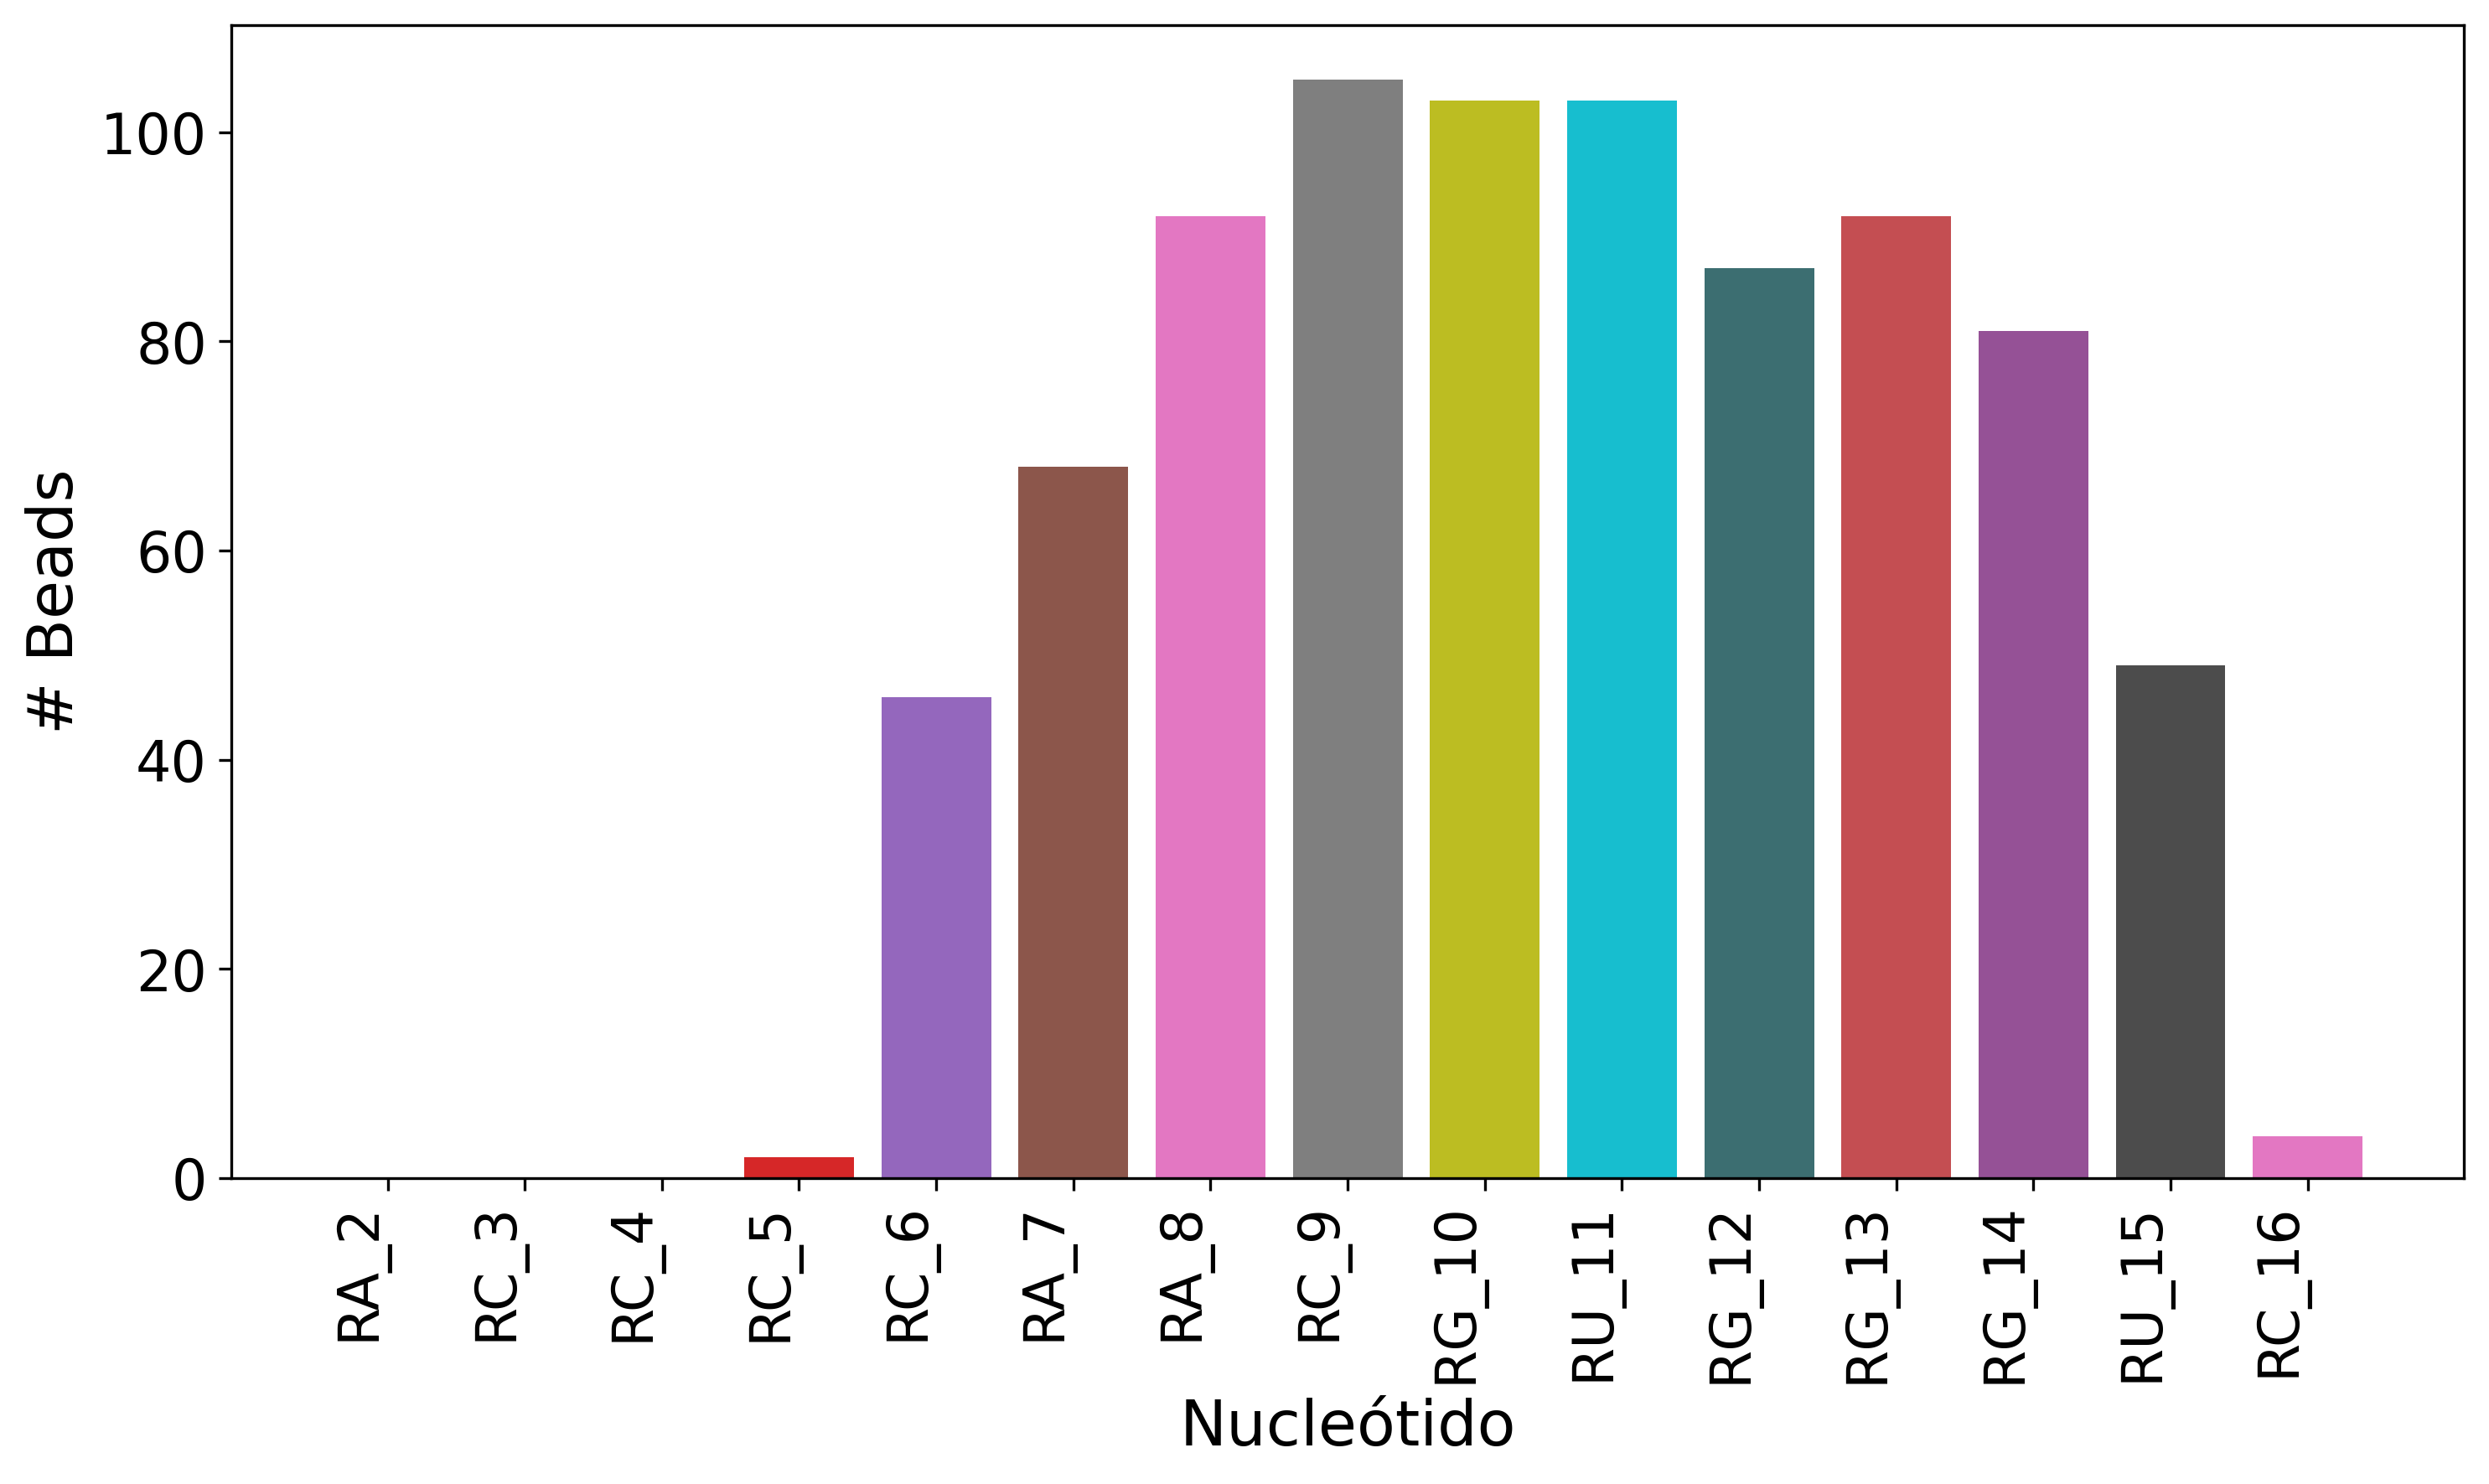 # Beads
100
80
60
40
20
0
RA_2
RC_3
RC_4
RC_5
RC_6
RA_7
RA_8
RC_9
RG_10
RU_11
RG_12
RG_13
RG_14
RU_15
RC_16
Nucleótido